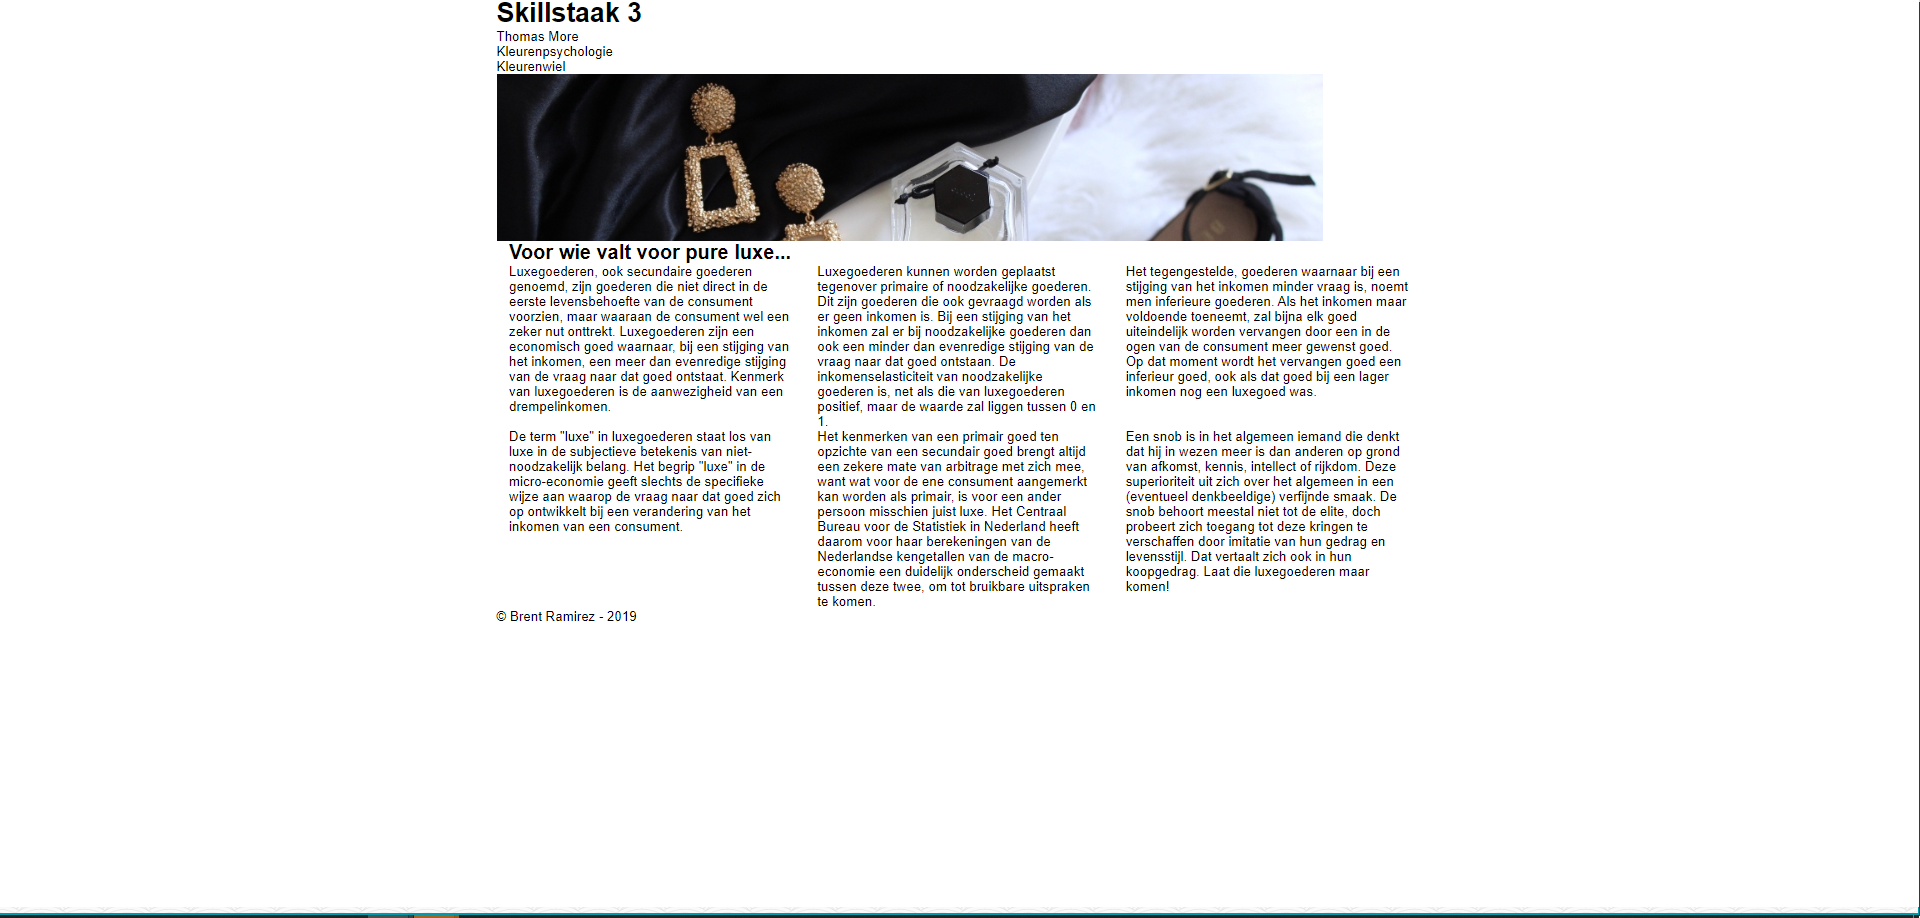 Skillstaak 3
Thomas More
Kleurenpsychologie
Kleurenwiel
Voor wie valt voor pure luxe...
Luxegoederen, ook secundaire goederen
genoemd, zijn goederen die niet direct in de
eerste levensbehoefte van de consument
voorzien, maar waaraan de consument wel een
zeker nut onttrekt. Luxegoederen zijn een
economisch goed waarnaar, bij een stijging van
het inkomen, een meer dan evenredige stijging
van de vraag naar dat goed ontstaat. Kenmerk
van luxegoederen is de aanwezigheid van een
drempelinkomen.
Luxegoederen kunnen worden geplaatst
tegenover primaire of noodzakelijke goederen.
Dit zijn goederen die ook gevraagd worden als
er geen inkomen is. Bij een stijging van het
inkomen zal er bij noodzakelijke goederen dan
ook een minder dan evenredige stijging van de
vraag naar dat goed ontstaan. De
inkomenselasticiteit van noodzakelijke
goederen is, net als die van luxegoederen
positief, maar de waarde zal liggen tussen 0 en
1.
Het tegengestelde, goederen waarnaar bij een
stijging van het inkomen minder vraag is, noemt
men inferieure goederen. Als het inkomen maar
voldoende toeneemt, zal bijna elk goed
uiteindelijk worden vervangen door een in de
ogen van de consument meer gewenst goed.
Op dat moment wordt het vervangen goed een
inferieur goed, ook als dat goed bij een lager
inkomen nog een luxegoed was.
De term "luxe" in luxegoederen staat los van
luxe in de subjectieve betekenis van niet-
noodzakelijk belang. Het begrip "luxe" in de
micro-economie geeft slechts de specifieke
wijze aan waarop de vraag naar dat goed zich
op ontwikkelt bij een verandering van het
inkomen van een consument.
Het kenmerken van een primair goed ten
opzichte van een secundair goed brengt altijd
een zekere mate van arbitrage met zich mee,
want wat voor de ene consument aangemerkt
kan worden als primair, is voor een ander
persoon misschien juist luxe. Het Centraal
Bureau voor de Statistiek in Nederland heeft
daarom voor haar berekeningen van de
Nederlandse kengetallen van de macro-
economie een duidelijk onderscheid gemaakt
tussen deze twee, om tot bruikbare uitspraken
te komen.
Een snob is in het algemeen iemand die denkt
dat hij in wezen meer is dan anderen op grond
van afkomst, kennis, intellect of rijkdom. Deze
superioriteit uit zich over het algemeen in een
(eventueel denkbeeldige) verfijnde smaak. De
snob behoort meestal niet tot de elite, doch
probeert zich toegang tot deze kringen te
verschaffen door imitatie van hun gedrag en
levensstijl. Dat vertaalt zich ook in hun
koopgedrag. Laat die luxegoederen maar
komen!
© Brent Ramirez - 2019